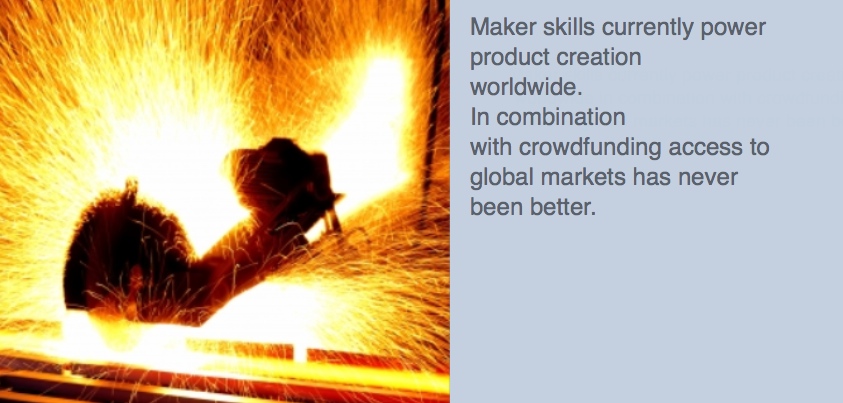 Maker skills currently power
product creation
worldwide.
In combination
with crowdfunding access to
global markets has never
been better.